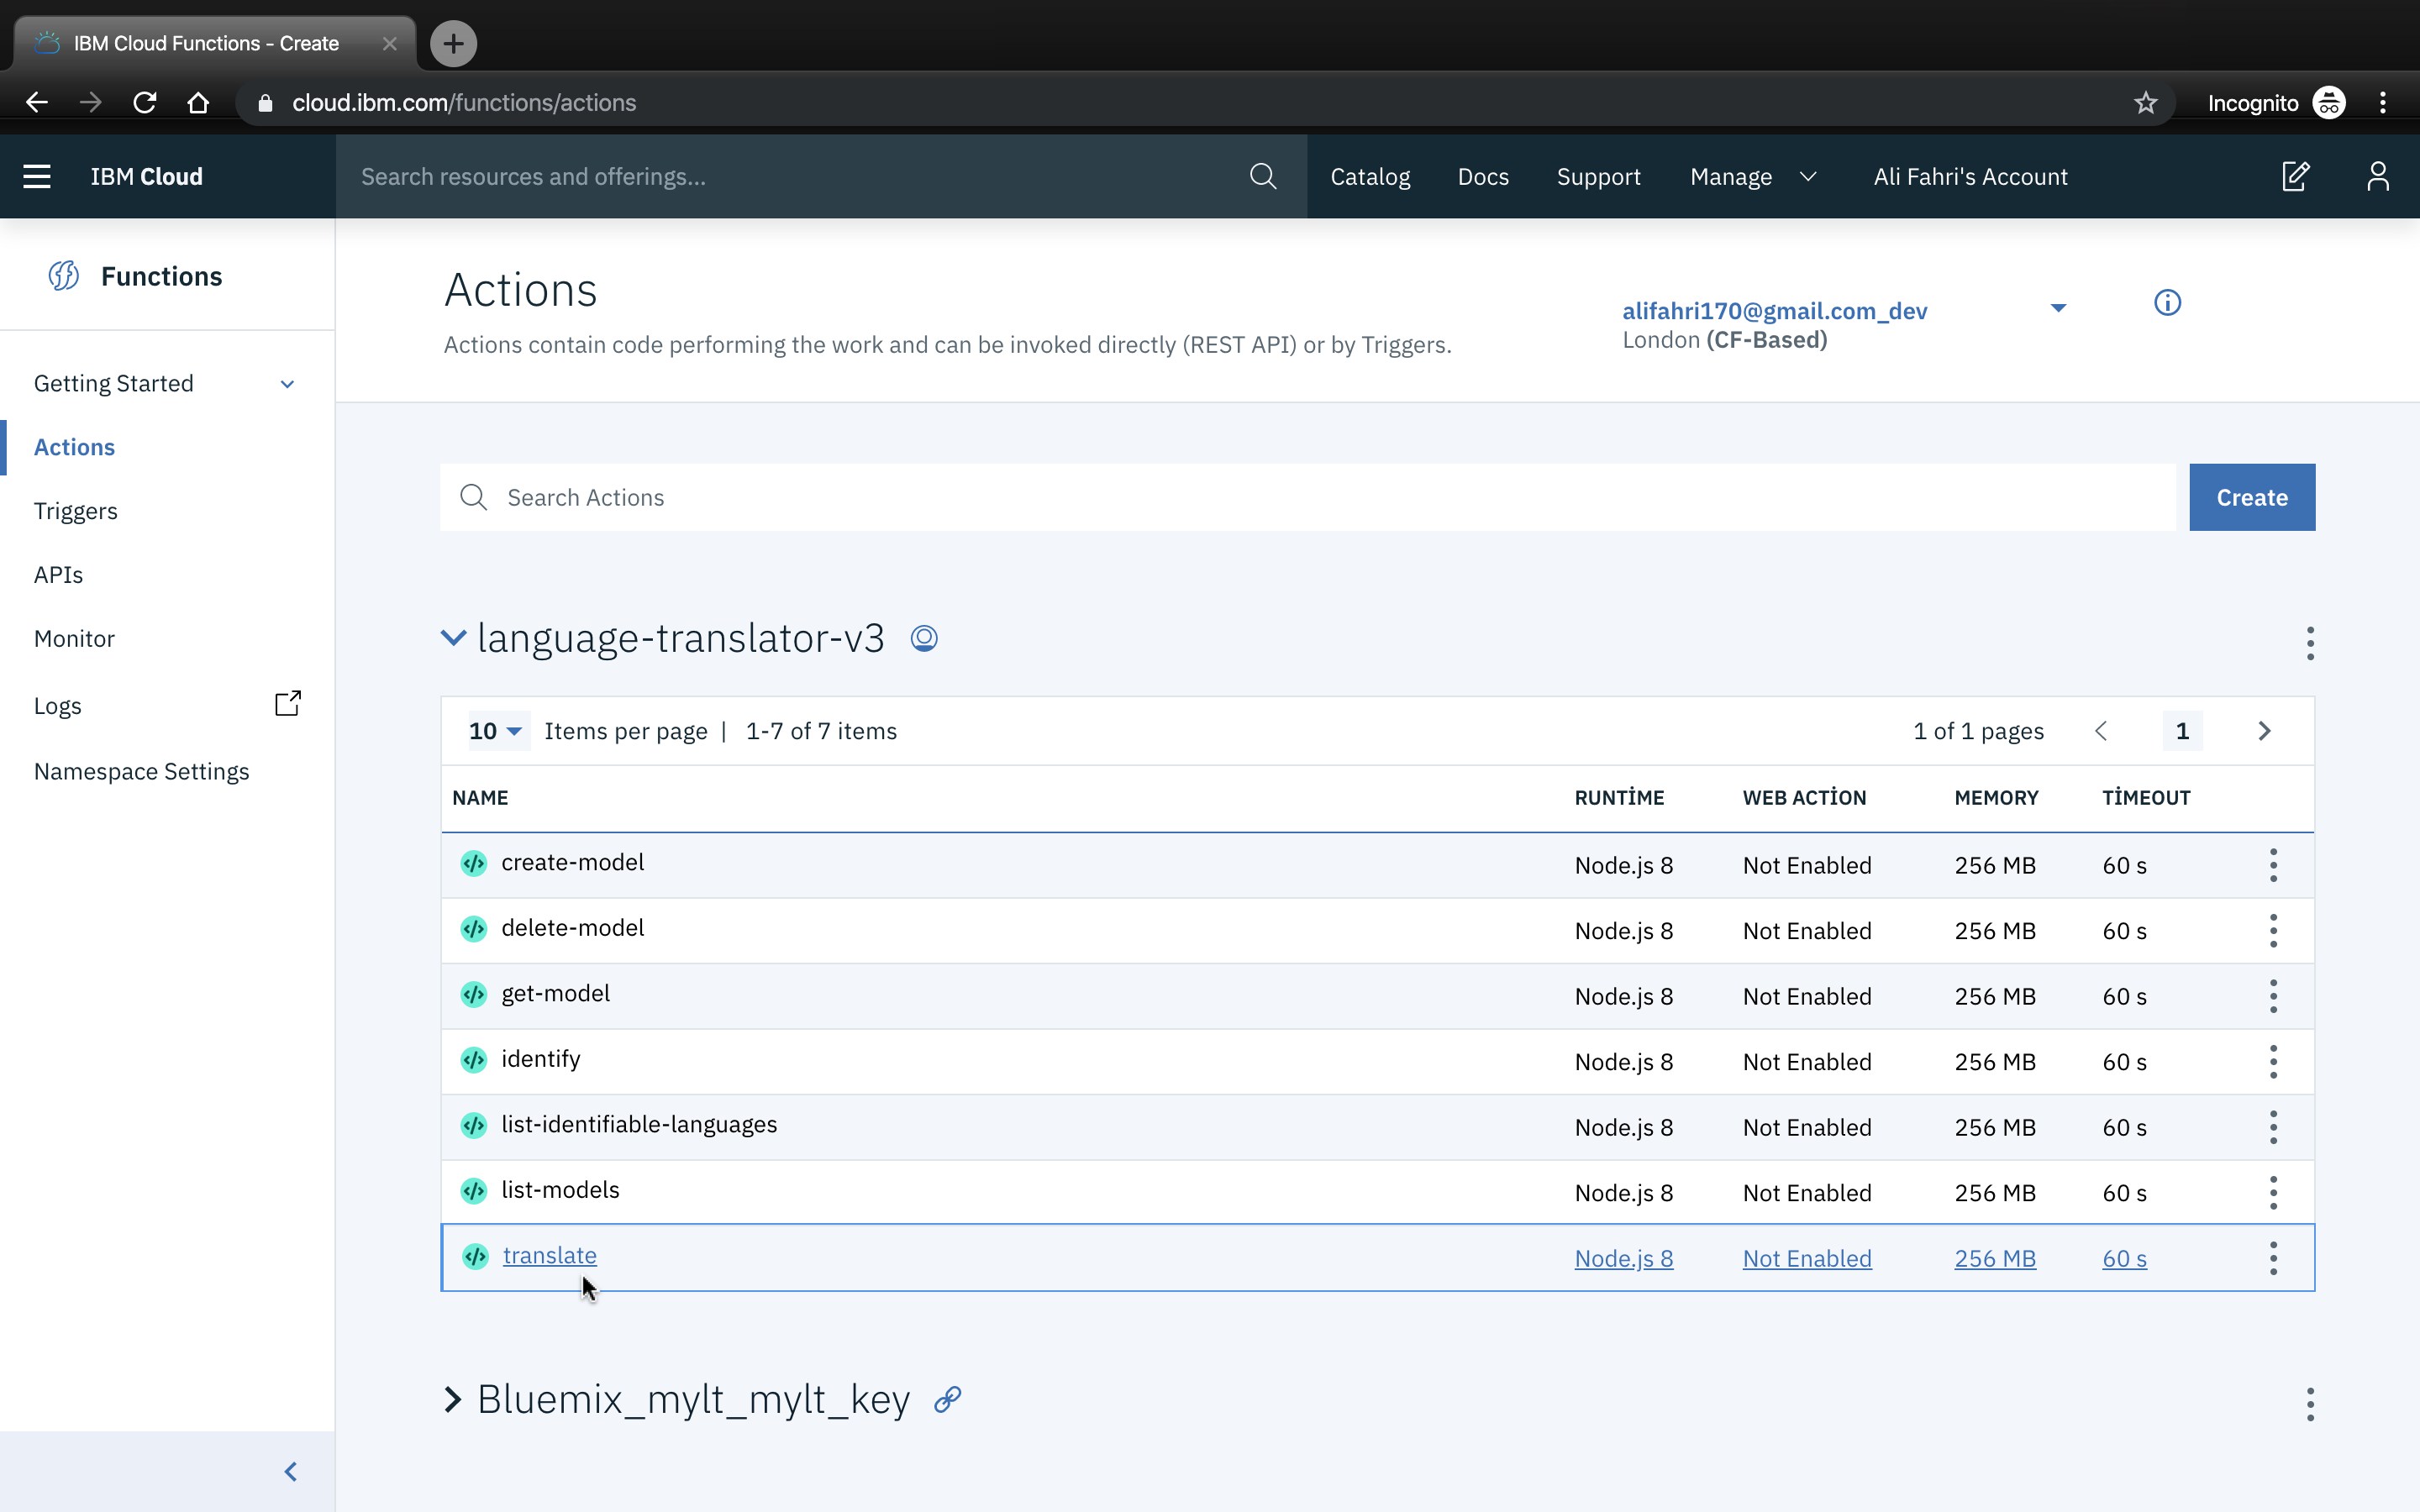 IBM Cloud Functions - Create
cloud.ibm.com/functions/actions
Incognito
IBM Cloud
Search resources and offerings...
Catalog
Docs
Support
Manage
Ali Fahri's Account
Functions
Getting Started
Actions
Triggers
APIs
Monitor
Logs
Namespace Settings
Actions
Actions contain code performing the work and can be invoked directly (REST API) or by Triggers.
alifahri170@gmail.com_dev
London (CF-Based)
Search Actions
Create
language-translator-v3
10 Items per page | 1-7 of 7 items 1 of 1 pages 1
NAME RUNTİME WEB ACTİON MEMORY TİMEOUT
create-model Node.js 8 Not Enabled 256 MB 60 s
delete-model Node.js 8 Not Enabled 256 MB 60 s
get-model Node.js 8 Not Enabled 256 MB 60 s
identify Node.js 8 Not Enabled 256 MB 60 s
list-identifiable-languages Node.js 8 Not Enabled 256 MB 60 s
list-models Node.js 8 Not Enabled 256 MB 60 s
translate Node.js 8 Not Enabled 256 MB 60 s
Bluemix_mylt_mylt_key